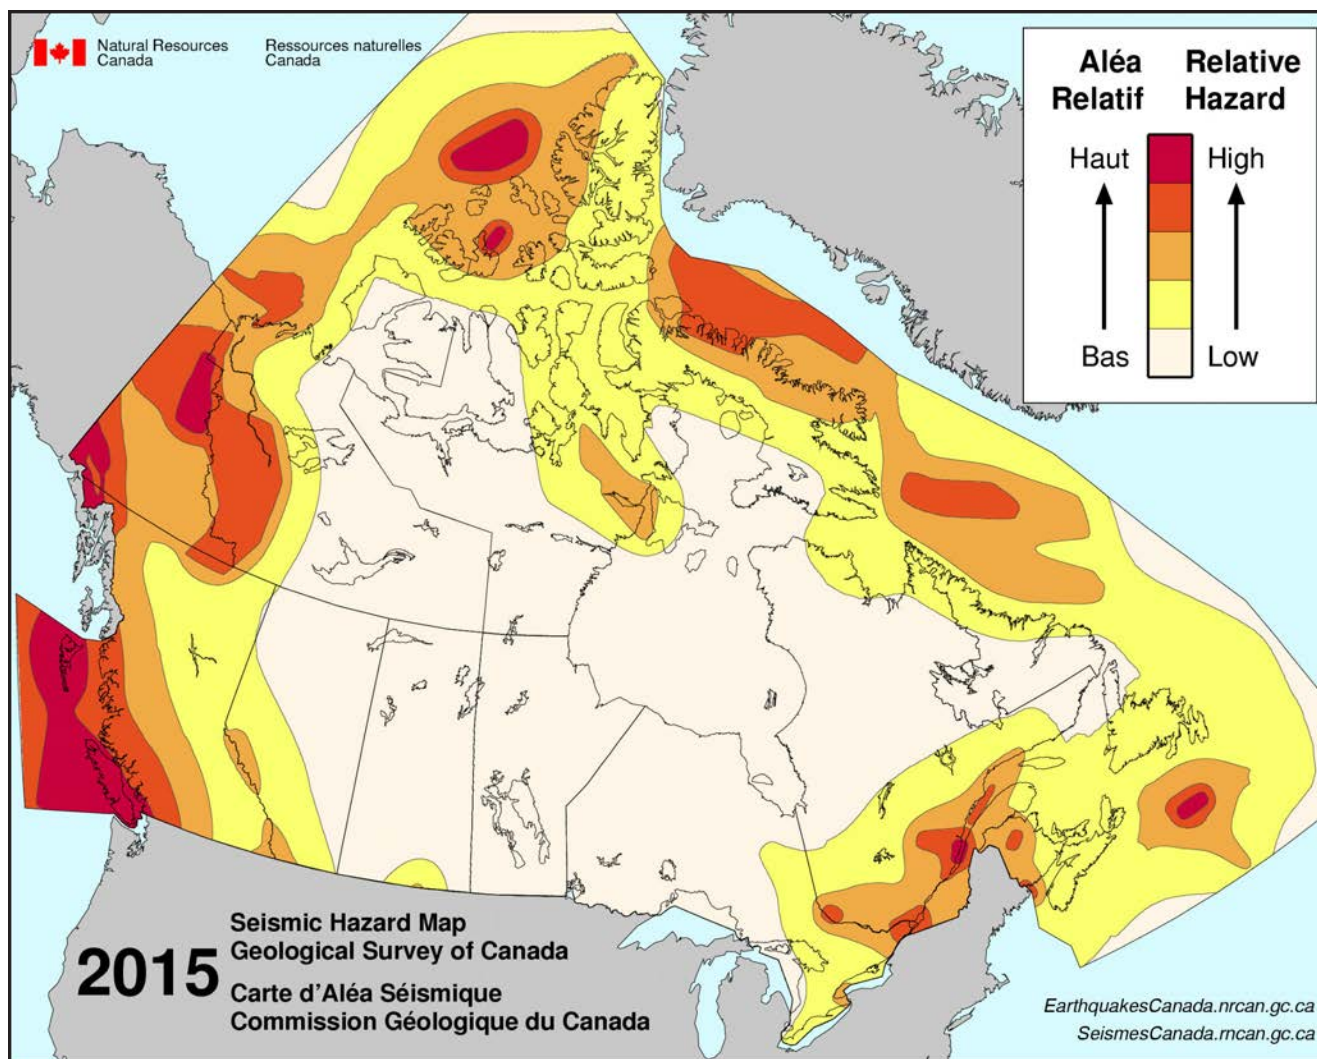 Natural Resources
Canada
Ressources naturelles
Canada
Aléa
Relatif
Relative
Hazard
Haut
High
Bas
Low
2015
Seismic Hazard Map
Geological Survey of Canada
Carte d'Aléa Séismique
Commission Géologique du Canada
EarthquakesCanada.nrcan.gc.ca
SeismesCanada.rncan.gc.ca